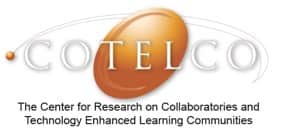 COTELCO
The Center for Research on Collaboratories and
Technology Enhanced Learning Communities